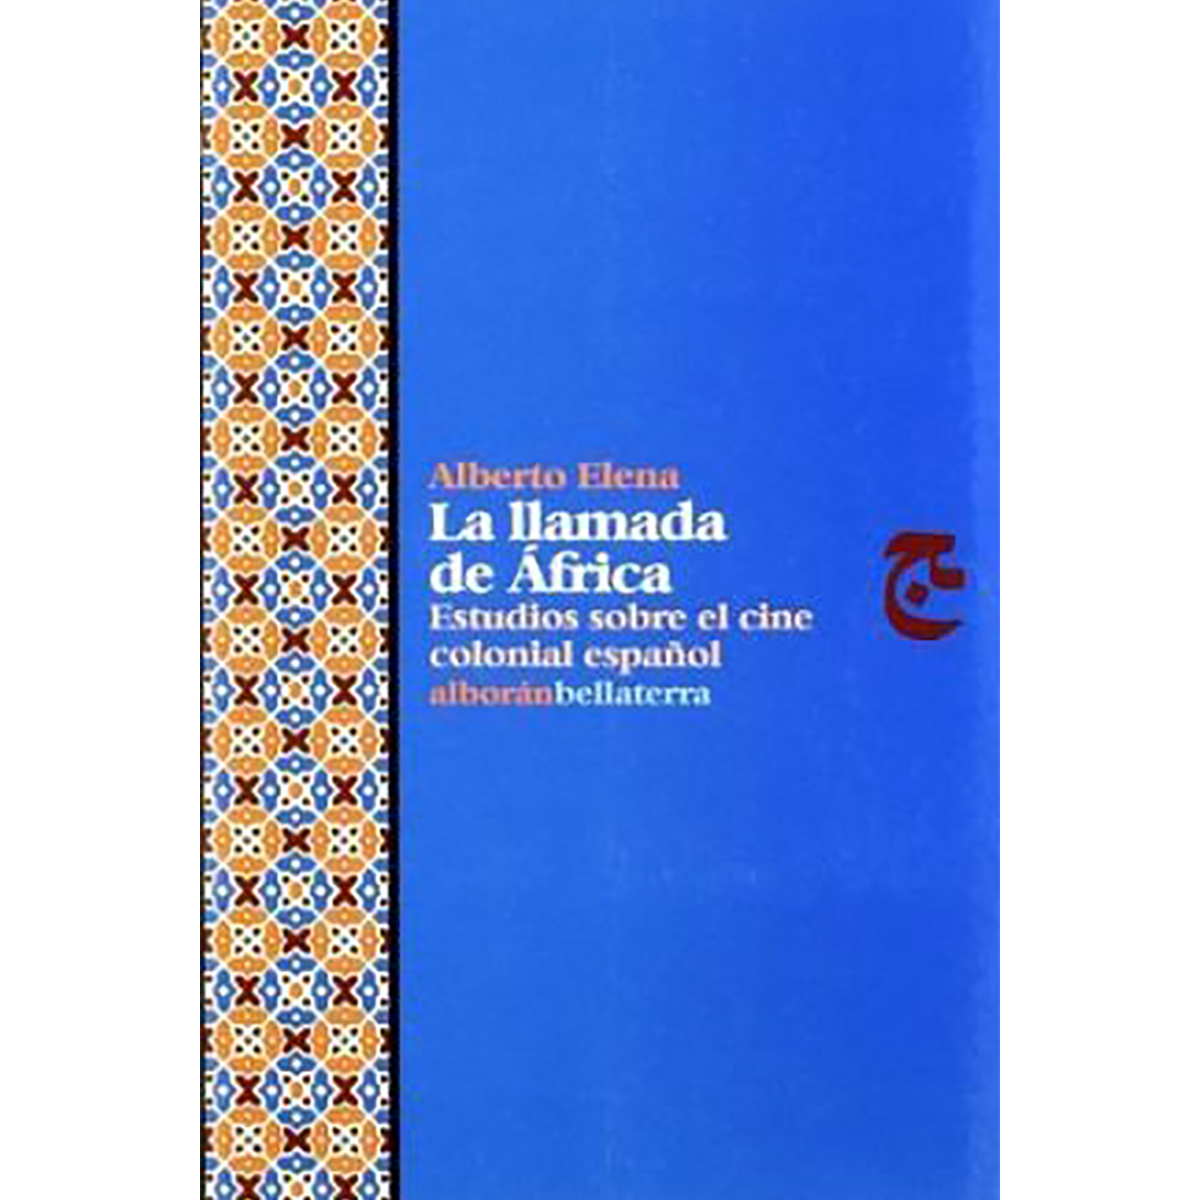 Alberto Elena
La llamada
de África
Estudios sobre el cine
colonial español
alboránbellaterra
ج